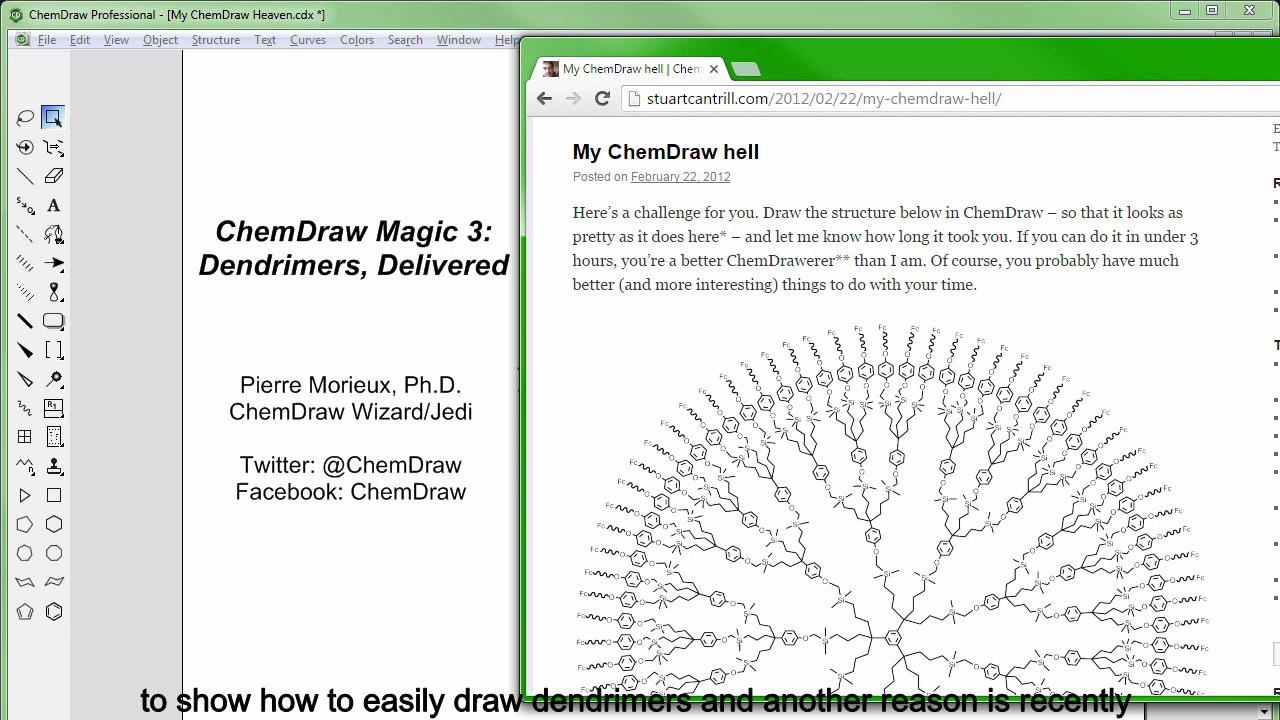 ChemDraw Professional - [My ChemDraw Heaven.cdx *]
File Edit View Object Structure Text Curves Colors Search Window Help
My ChemDraw hell | Chem
stuartcantrill.com/2012/02/22/my-chemdraw-hell/
ChemDraw Magic 3:
Dendrimers, Delivered
Pierre Morieux, Ph.D.
ChemDraw Wizard/Jedi
Twitter: @ChemDraw
Facebook: ChemDraw
My ChemDraw hell
Posted on February 22, 2012
Here's a challenge for you. Draw the structure below in ChemDraw – so that it looks as
pretty as it does here* – and let me know how long it took you. If you can do it in under 3
hours, you're a better ChemDrawerer** than I am. Of course, you probably have much
better (and more interesting) things to do with your time.
to show how to easily draw dendrimers and another reason is recently